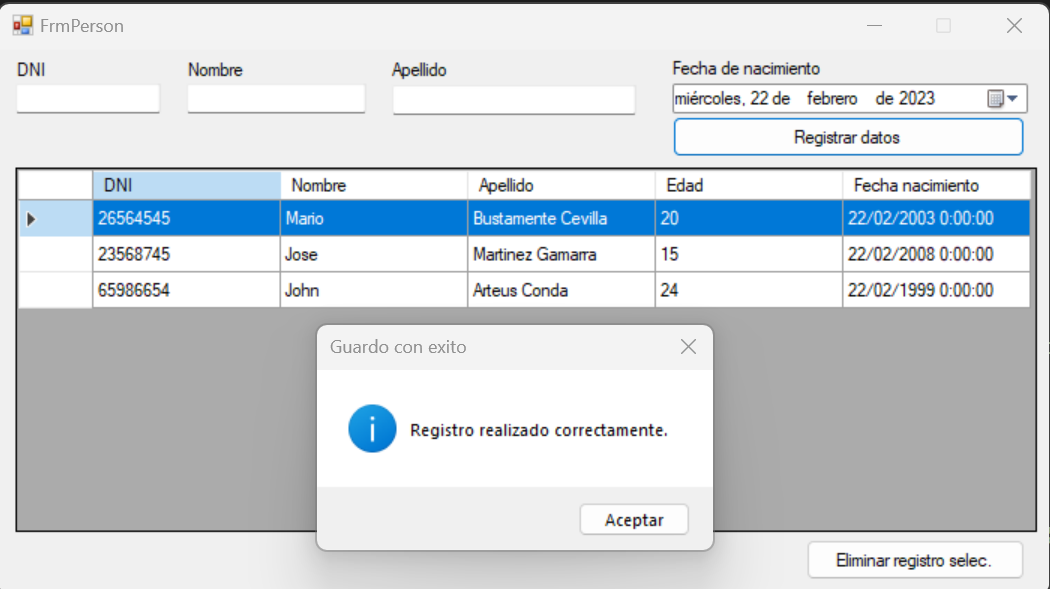 FrmPerson
DNI Nombre Apellido Fecha de nacimiento
miércoles, 22 de febrero de 2023
Registrar datos
DNI Nombre Apellido Edad Fecha nacimiento
26564545 Mario Bustamente Cevilla 20 22/02/2003 0:00:00
23568745 Jose Martinez Gamarra 15 22/02/2008 0:00:00
65986654 John Arteus Conda 24 22/02/1999 0:00:00
Guardo con exito
Registro realizado correctamente.
Aceptar
Eliminar registro selec.